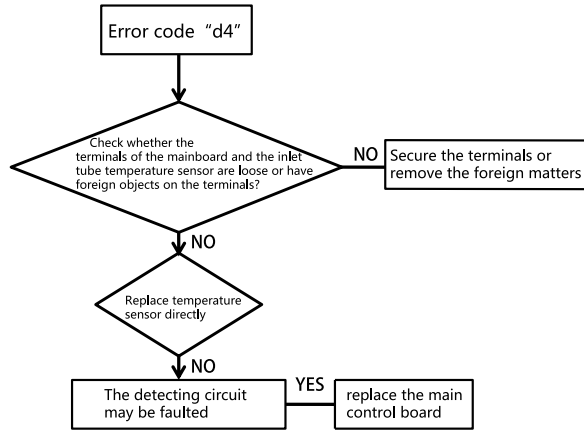 Error code “d4”
Check whether the
terminals of the mainboard and the inlet
tube temperature sensor are loose or have
foreign objects on the terminals?
NO
Secure the terminals or
remove the foreign matters
NO
Replace temperature
sensor directly
NO
The detecting circuit
may be faulted
YES
replace the main
control board